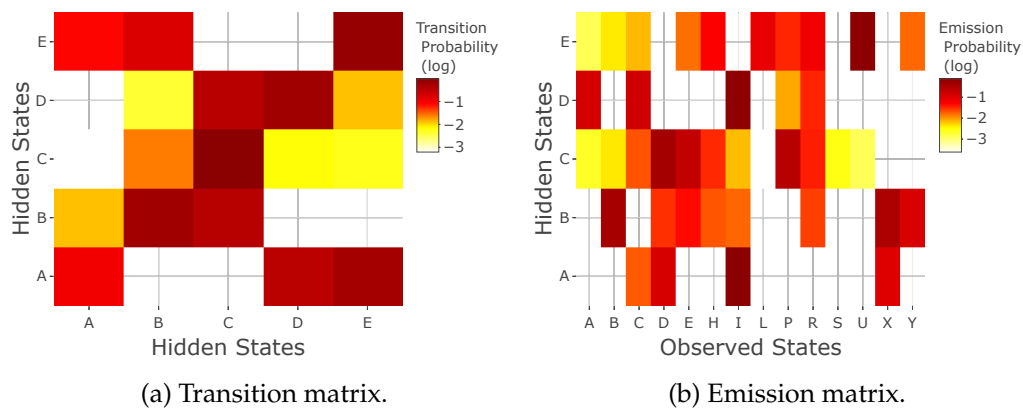 Hidden States
E
D
C
B
A
A B C D E
Hidden States
Transition
Probability
(log)
−1
−2
−3
(a) Transition matrix.
Hidden States
E
D
C
B
A
A B C D E H I L P R S U X Y
Observed States
Emission
Probability
(log)
−1
−2
−3
(b) Emission matrix.